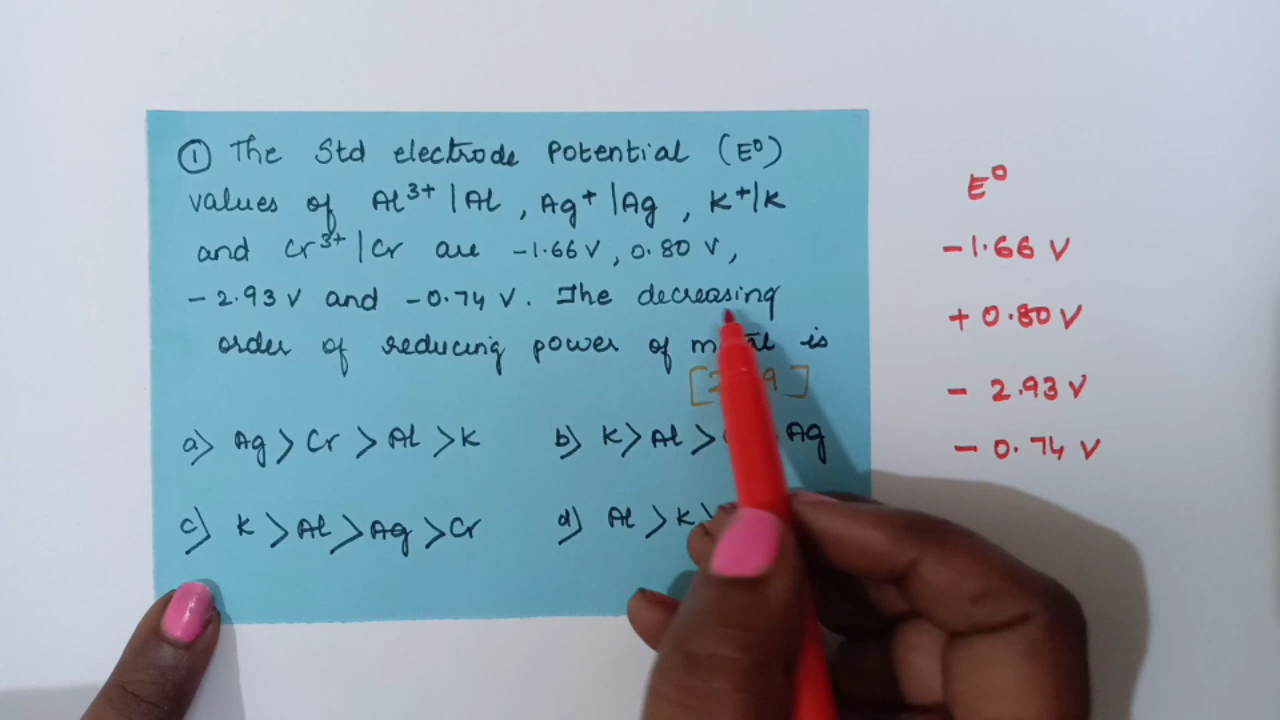 ① The Std electrode Potential (E⁰)
values of Al³⁺|Al, Ag⁺|Ag, K⁺|K
and Cr³⁺|Cr are -1.66 V, 0.80 V,
-2.93 V and -0.74 V. The decreasing
order of reducing power of is
a) Ag > Cr > Al > K
b) K > Al > Ag
c) K > Al > Ag > Cr
d) Al > K >
E⁰
-1.66 V
+0.80 V
- 2.93 V
- 0.74 V